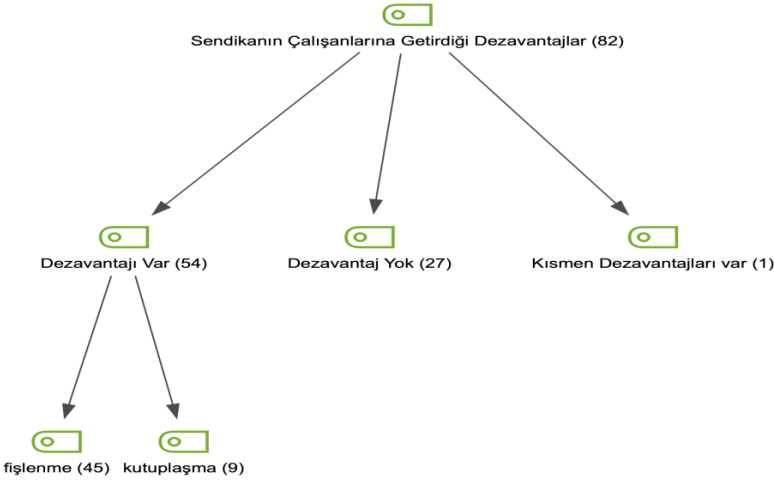 Sendikanın Çalışanlarına Getirdiği Dezavantajlar (82)
Dezavantajı Var (54)
Dezavantaj Yok (27)
Kısmen Dezavantajları var (1)
fişlenme (45)
kutuplaşma (9)